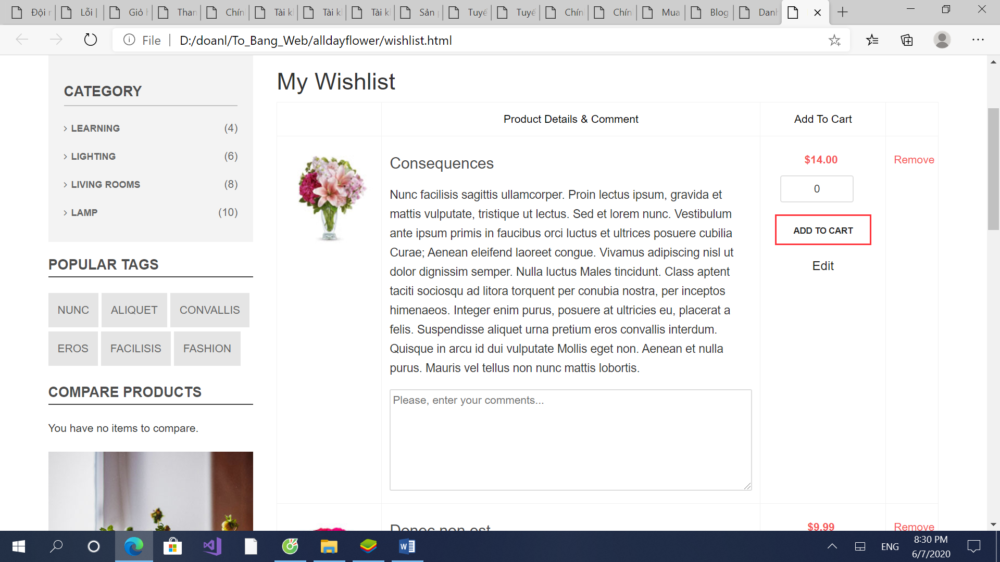 Đội
Lỗi |
Giỏ
Than
Chín
Tài
Tài
Tài
Sản
Tuyể
Tuyể
Chín
Chín
Mua
Blog
Danh
File
D:/doanl/To_Bang_Web/alldayflower/wishlist.html
CATEGORY
LEARNING (4)
LIGHTING (6)
LIVING ROOMS (8)
LAMP (10)
POPULAR TAGS
NUNC ALIQUET CONVALLIS
EROS FACILISIS FASHION
COMPARE PRODUCTS
You have no items to compare.
My Wishlist
Product Details & Comment
Add To Cart
Consequences
Nunc facilisis sagittis ullamcorper. Proin lectus ipsum, gravida et
mattis vulputate, tristique ut lectus. Sed et lorem nunc. Vestibulum
ante ipsum primis in faucibus orci luctus et ultrices posuere cubilia
Curae; Aenean eleifend laoreet congue. Vivamus adipiscing nisl ut
dolor dignissim semper. Nulla luctus Males tincidunt. Class aptent
taciti sociosqu ad litora torquent per conubia nostra, per inceptos
himenaeos. Integer enim purus, posuere at ultricies eu, placerat a
felis. Suspendisse aliquet urna pretium eros convallis interdum.
Quisque in arcu id dui vulputate Mollis eget non. Aenean et nulla
purus. Mauris vel tellus non nunc mattis lobortis.
Please, enter your comments...
$14.00
0
ADD TO CART
Edit
Remove
Donec non est
$9.99
Remove
ENG
8:30 PM
6/7/2020